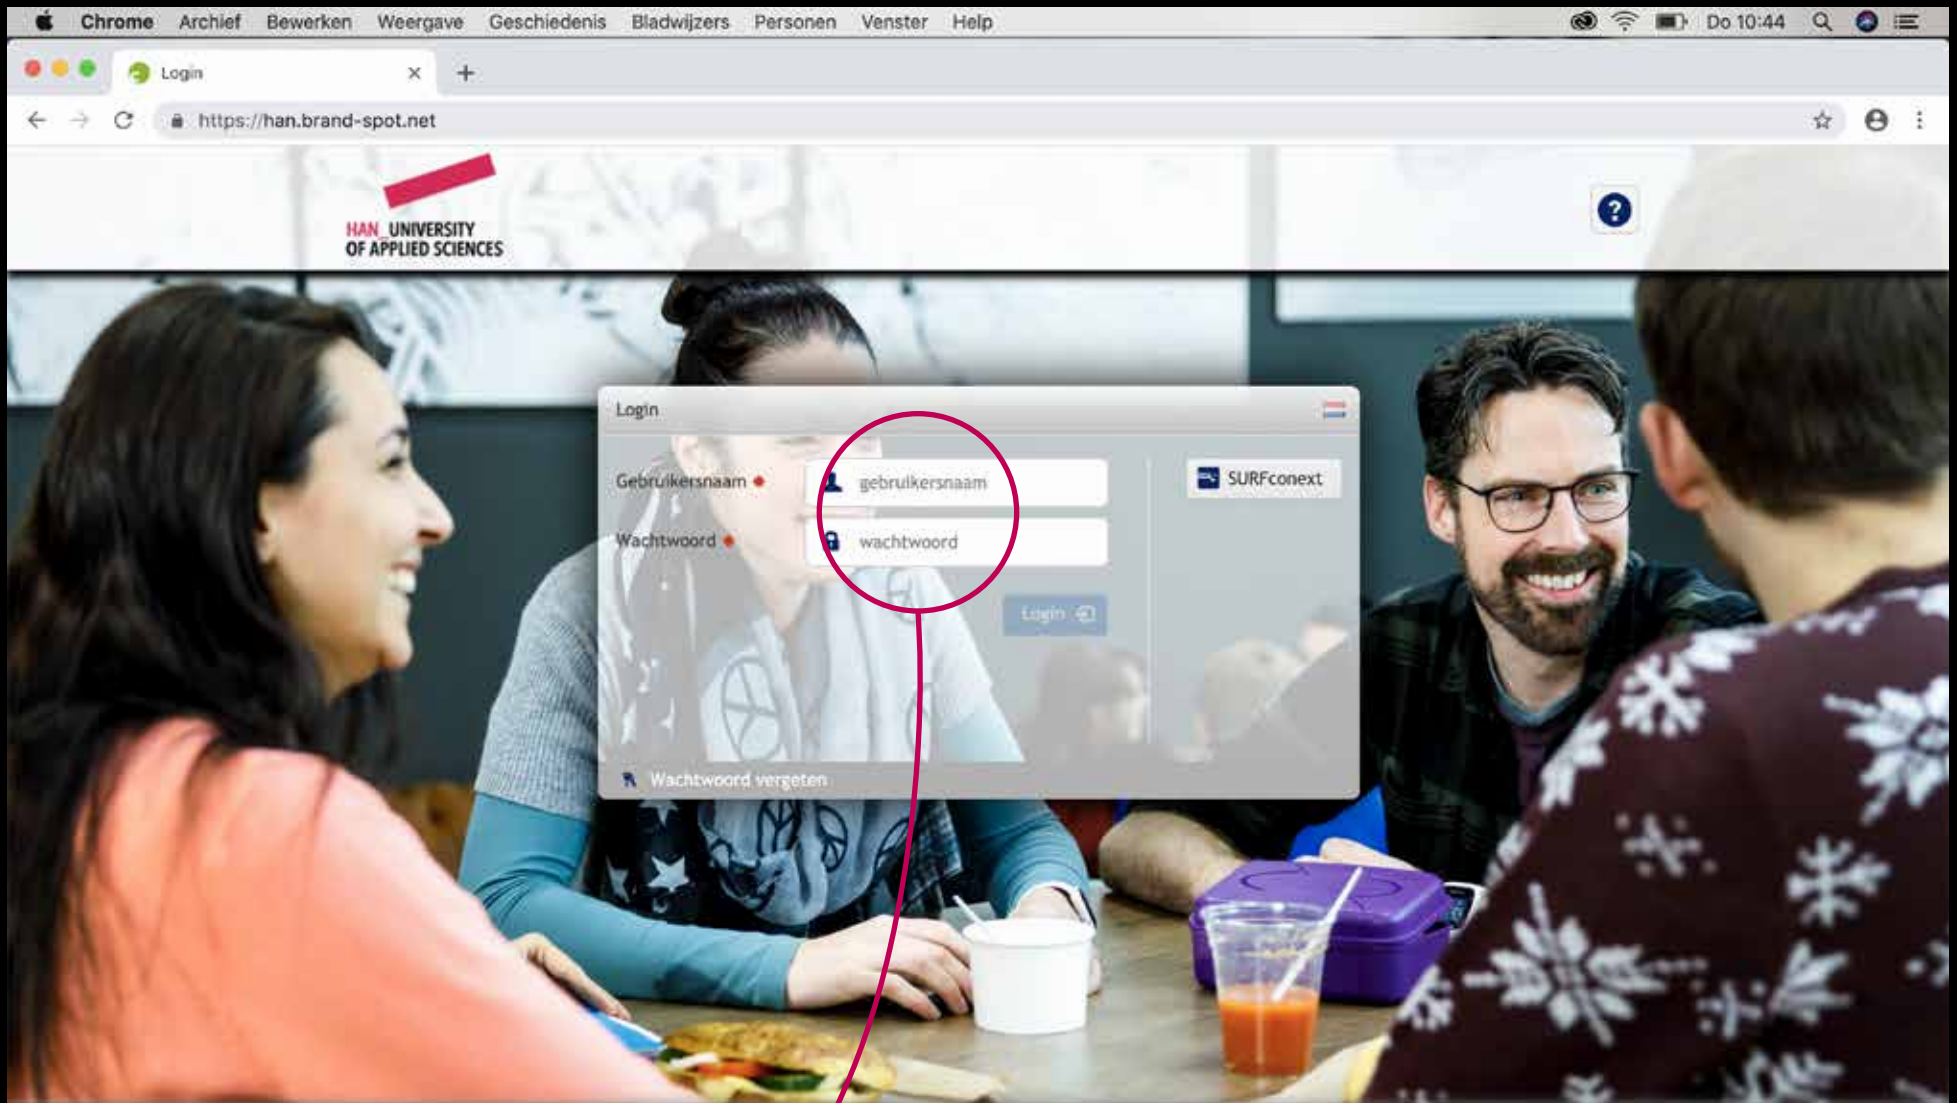 Chrome Archief Bewerken Weergave Geschiedenis Bladwijzers Personen Venster Help Do 10:44
Login
https://han.brand-spot.net
HAN_UNIVERSITY
OF APPLIED SCIENCES
?
Login
Gebruikersnaam gebruikersnaam SURFconext
Wachtwoord wachtwoord
Login
Wachtwoord vergeten